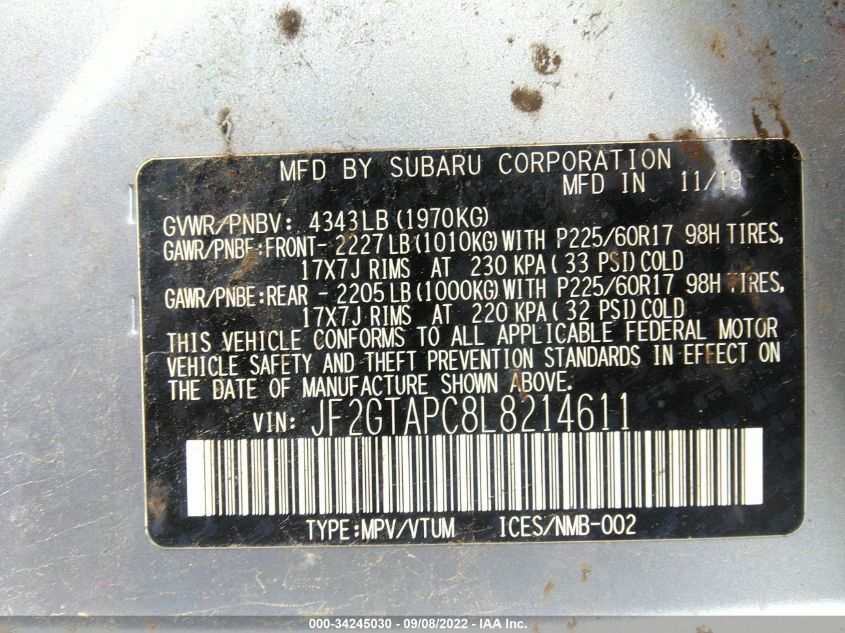 MFD BY SUBARU CORPORATION
MFD IN 11/19
GVWR/PNBV: 4343LB(1970KG)
GAWR/PNBE:FRONT- 2227LB(1010KG)WITH P225/60R17 98H TIRES,
17X7J RIMS AT 230 KPA(33 PSI)COLD
GAWR/PNBE:REAR - 2205LB(1000KG)WITH P225/60R17 98H TIRES,
17X7J RIMS AT 220 KPA(32 PSI)COLD
THIS VEHICLE CONFORMS TO ALL APPLICABLE FEDERAL MOTOR
VEHICLE SAFETY AND THEFT PREVENTION STANDARDS IN EFFECT ON
THE DATE OF MANUFACTURE SHOWN ABOVE.
VIN: JF2GTAPC8L8214611
TYPE:MPV/VTUM ICES/NMB-002
000-34245030 - 09/08/2022 - IAA Inc.